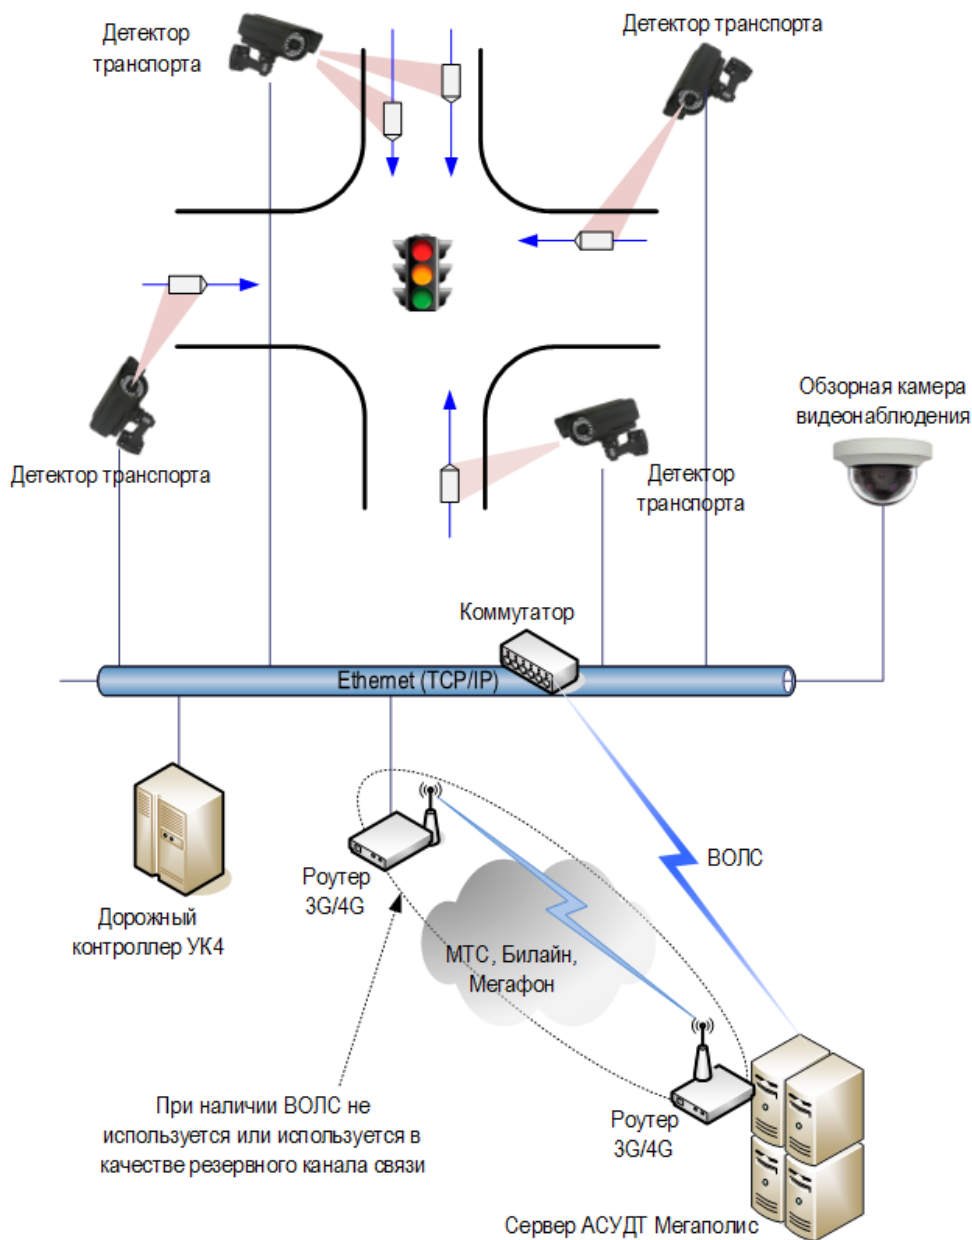 Детектор
транспорта
Детектор транспорта
Обзорная камера
видеонаблюдения
Детектор транспорта
Детектор
транспорта
Коммутатор
Ethernet (TCP/IP)
ВОЛС
Роутер
3G/4G
Дорожный
контроллер УК4
МТС, Билайн,
Мегафон
При наличии ВОЛС не
используется или используется в
качестве резервного канала связи
Роутер
3G/4G
Сервер АСУДТ Мегаполис